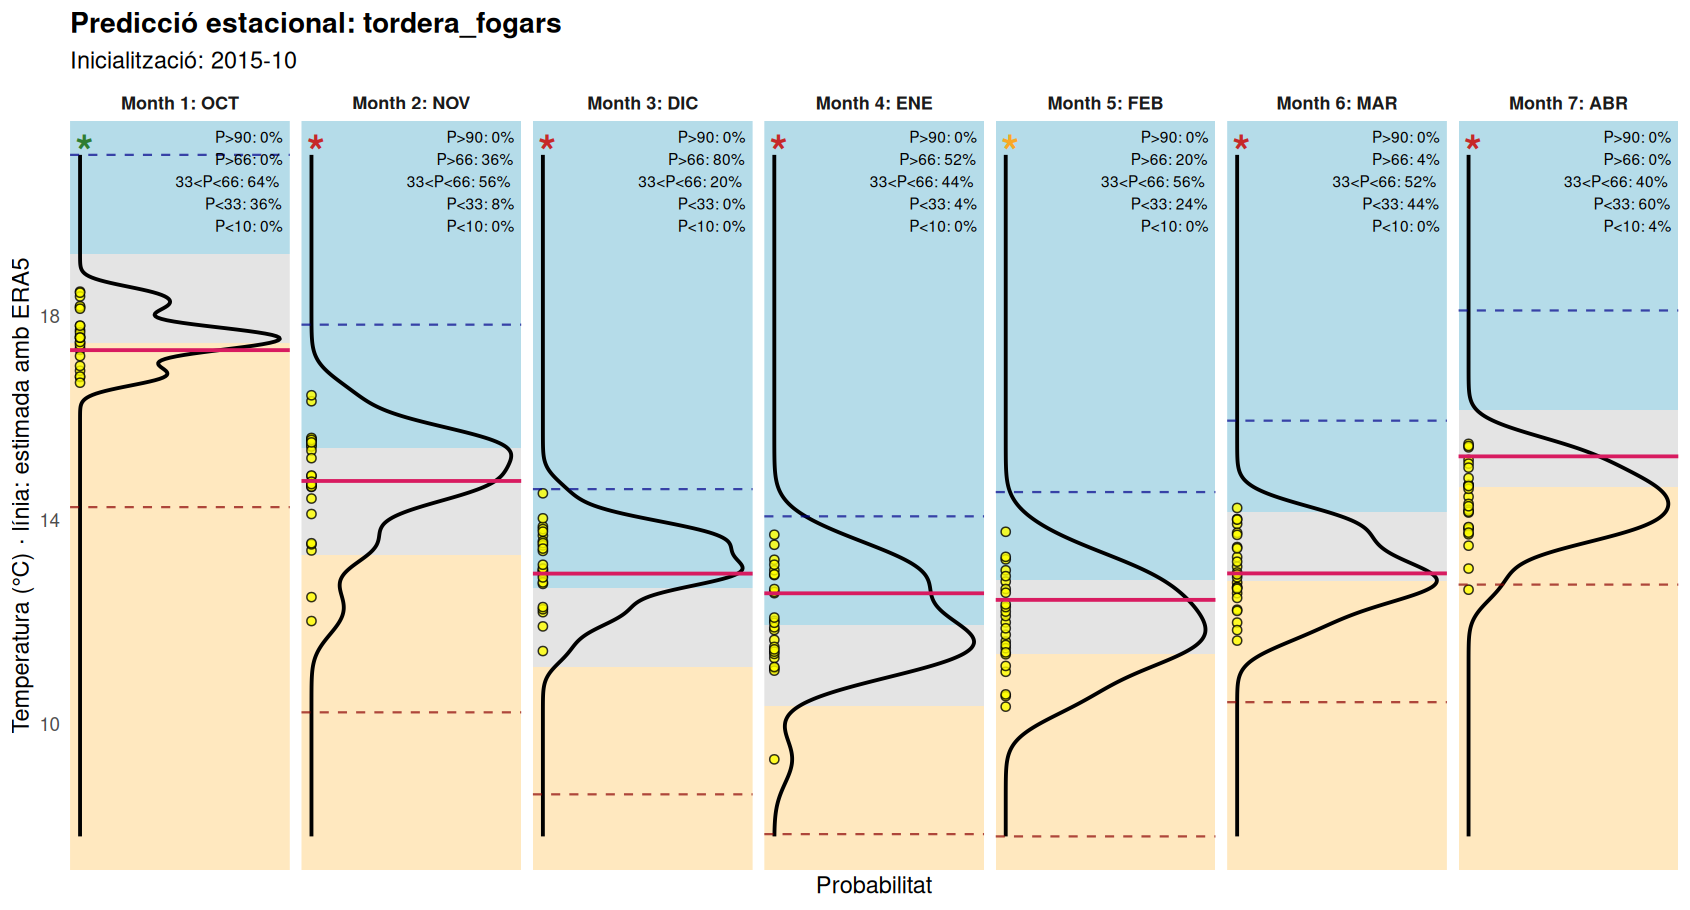 Predicció estacional: tordera_fogars
Inicialització: 2015-10
Month 1: OCT
Month 2: NOV
Month 3: DIC
Month 4: ENE
Month 5: FEB
Month 6: MAR
Month 7: ABR
*
P>90: 0%
P>66: 0%
33<P<66: 64%
P<33: 36%
P<10: 0%
*
P>90: 0%
P>66: 36%
33<P<66: 56%
P<33: 8%
P<10: 0%
*
P>90: 0%
P>66: 80%
33<P<66: 20%
P<33: 0%
P<10: 0%
*
P>90: 0%
P>66: 52%
33<P<66: 44%
P<33: 4%
P<10: 0%
*
P>90: 0%
P>66: 20%
33<P<66: 56%
P<33: 24%
P<10: 0%
*
P>90: 0%
P>66: 4%
33<P<66: 52%
P<33: 44%
P<10: 0%
*
P>90: 0%
P>66: 0%
33<P<66: 40%
P<33: 60%
P<10: 4%
Temperatura (°C) · línia: estimada amb ERA5
18
14
10
Probabilitat